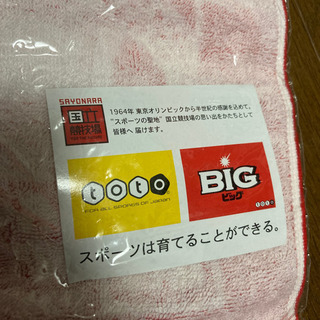 SAYONARA
国立
競技場
1964年 東京オリンピックから半世紀の感謝を込めて。
"スポーツの聖地" 国立競技場の思い出をかたちとして
皆様へ届けます。
toto
FOR ALL SPORTS OF JAPAN
BIG
ビッグ
toto
スポーツは育てることができる。